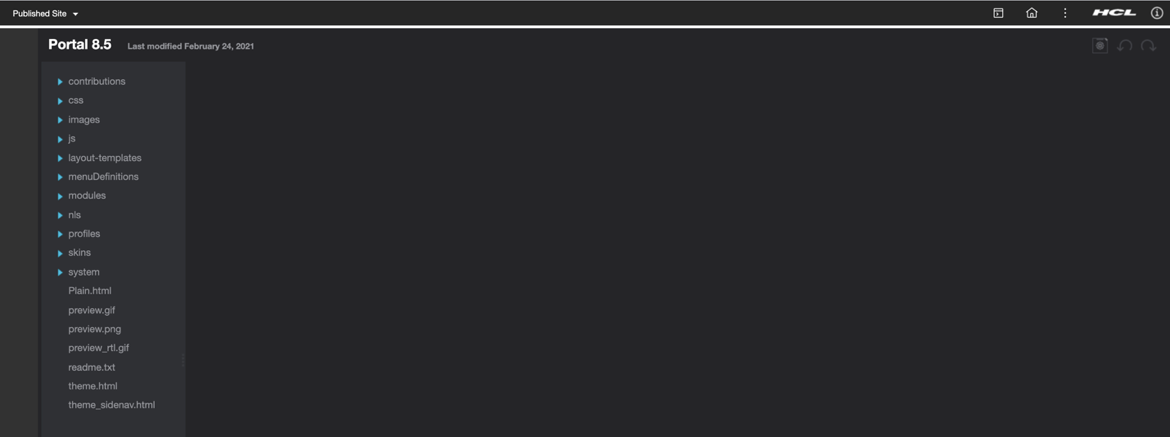 Published Site
HCL
Portal 8.5 Last modified February 24, 2021
contributions
css
images
js
layout-templates
menuDefinitions
modules
nls
profiles
skins
system
Plain.html
preview.gif
preview.png
preview_rtl.gif
readme.txt
theme.html
theme_sidenav.html